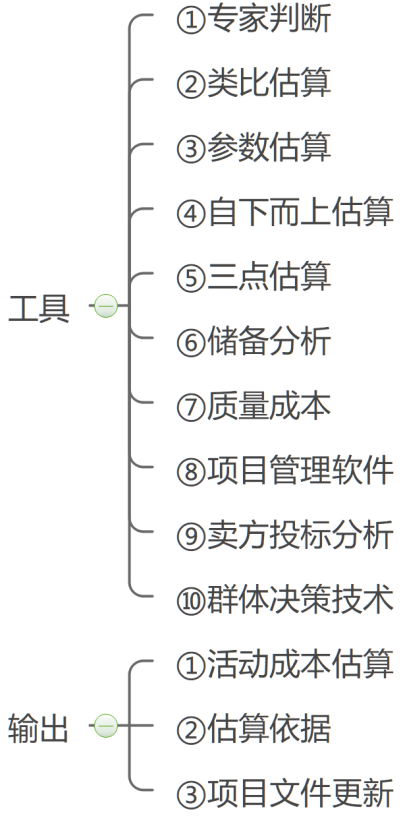 工具
①专家判断
②类比估算
③参数估算
④自下而上估算
⑤三点估算
⑥储备分析
⑦质量成本
⑧项目管理软件
⑨卖方投标分析
⑩群体决策技术
输出
①活动成本估算
②估算依据
③项目文件更新